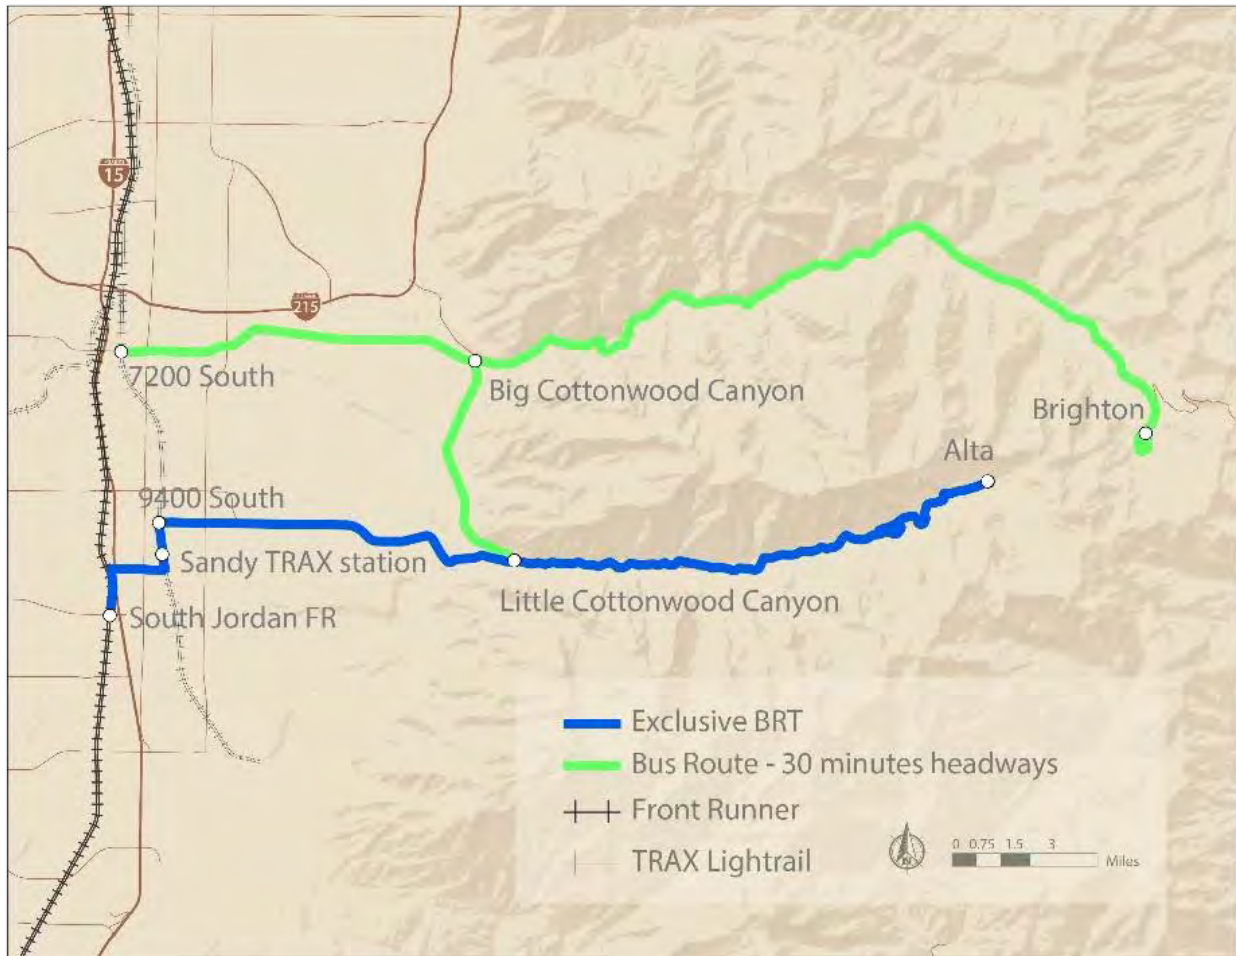 15
215
7200 South
Big Cottonwood Canyon
Brighton
Alta
9400 South
Sandy TRAX station
Little Cottonwood Canyon
South Jordan FR
Exclusive BRT
Bus Route - 30 minutes headways
Front Runner
TRAX Lightrail
N
0 0.75 1.5 3
Miles